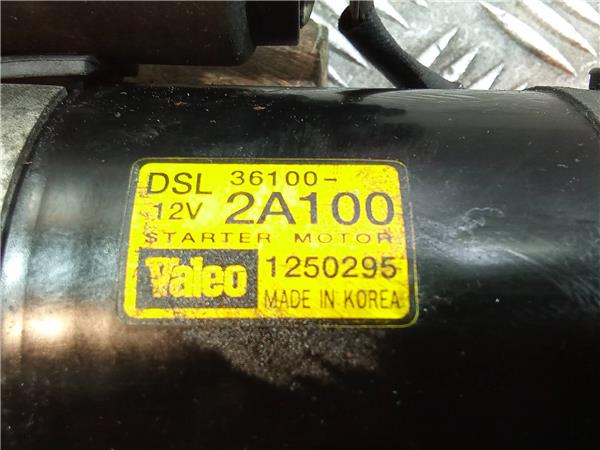 DSL 36100-
12V 2A100
STARTER MOTOR
Valeo 1250295
MADE IN KOREA